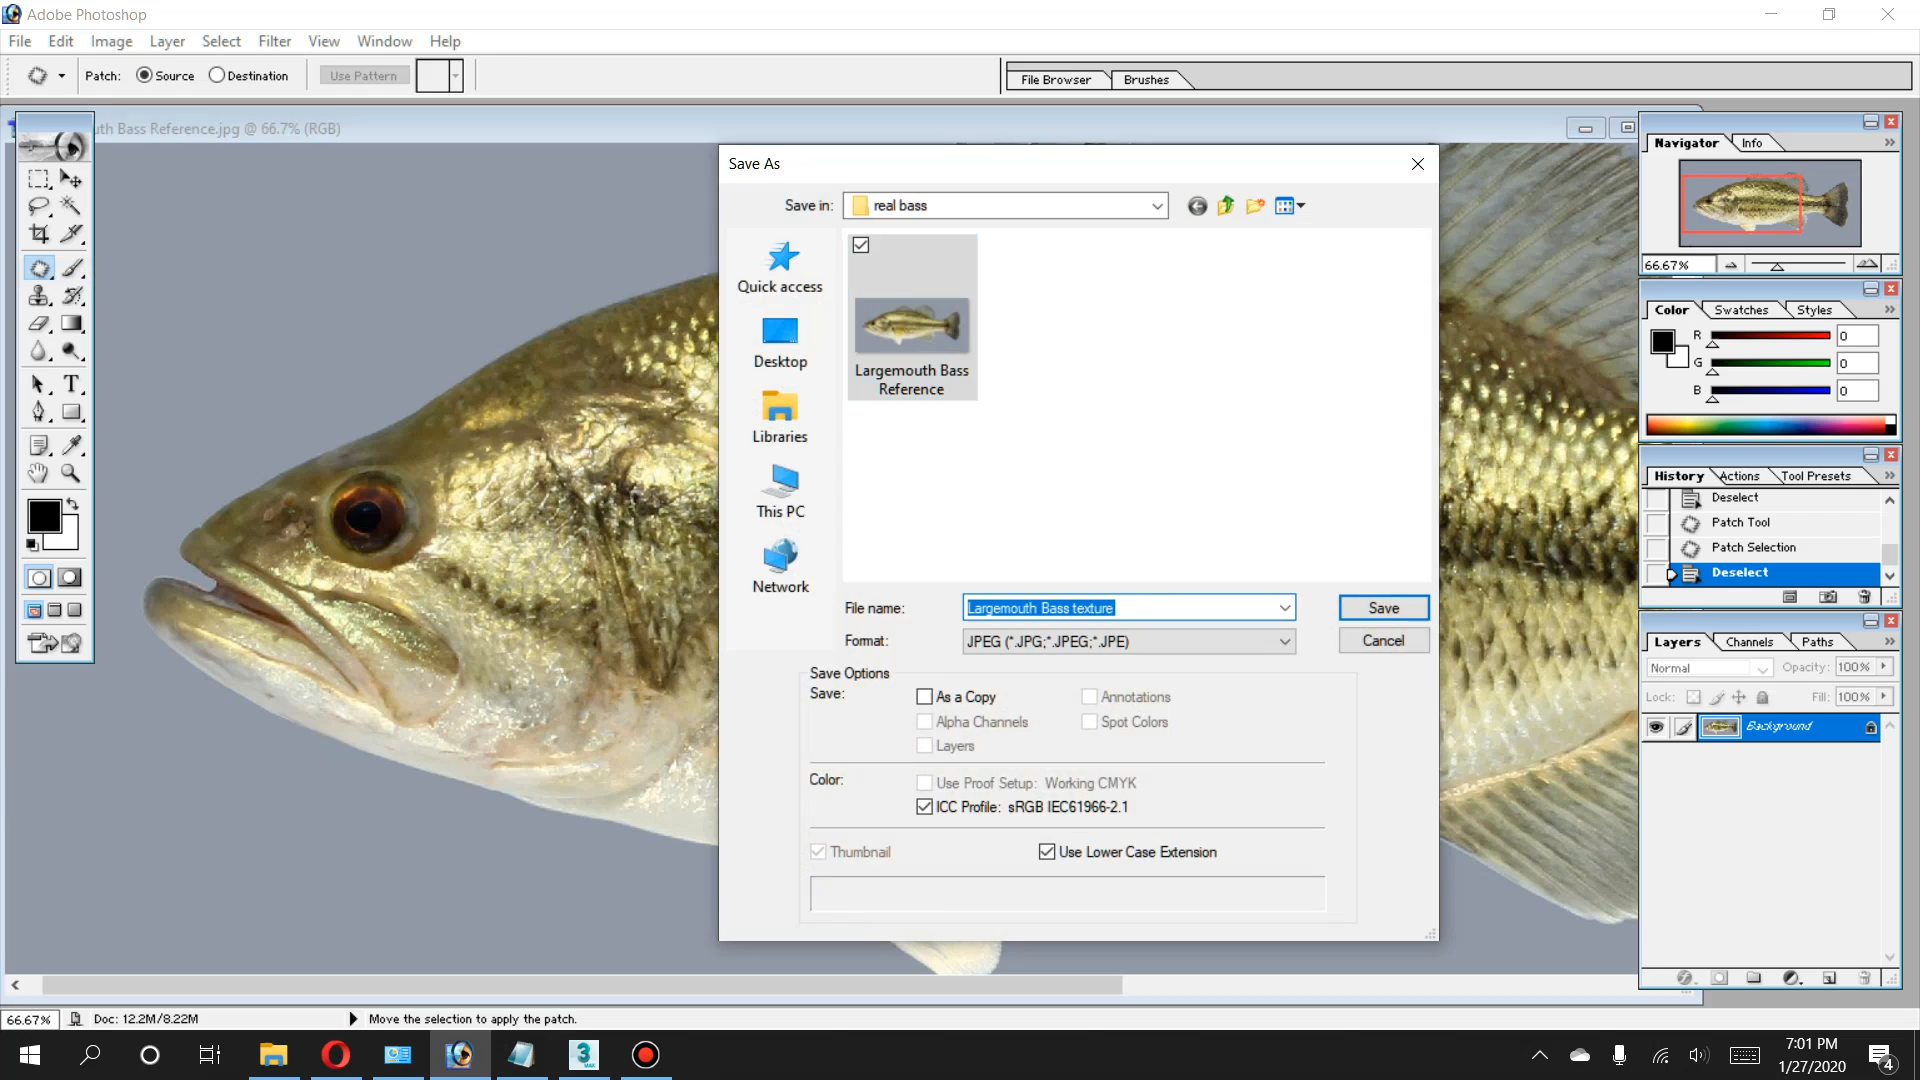 Adobe Photoshop
File Edit Image Layer Select Filter View Window Help
Patch: Source Destination Use Pattern
File Browser Brushes
uth Bass Reference.jpg @ 66.7% (RGB)
Save As
Save in: real bass
Quick access
Desktop
Libraries
This PC
Network
Largemouth Bass
Reference
File name: Largemouth Bass texture Save
Format: JPEG (*.JPG;*.JPEG;*.JPE) Cancel
Save Options
Save: As a Copy Annotations
Alpha Channels Spot Colors
Layers
Color: Use Proof Setup: Working CMYK
ICC Profile: sRGB IEC61966-2.1
Thumbnail Use Lower Case Extension
Navigator Info
66.67%
Color Swatches Styles
R 0
G 0
B 0
History Actions Tool Presets
Deselect
Patch Tool
Patch Selection
Deselect
Layers Channels Paths
Normal Opacity: 100%
Lock: Fill: 100%
Background
66.67% Doc: 12.2M/8.22M Move the selection to apply the patch.
7:01 PM
1/27/2020
4